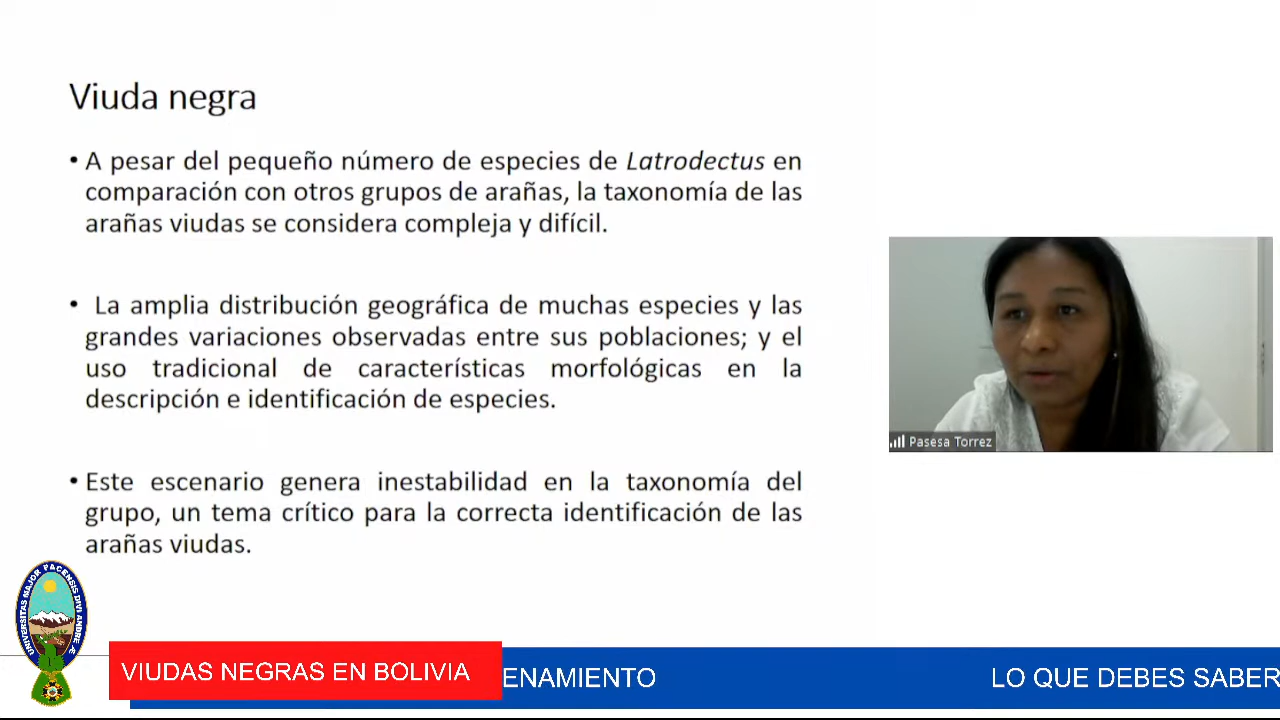 Viuda negra
• A pesar del pequeño número de especies de Latrodectus en
comparación con otros grupos de arañas, la taxonomía de las
arañas viudas se considera compleja y difícil.
• La amplia distribución geográfica de muchas especies y las
grandes variaciones observadas entre sus poblaciones; y el
uso tradicional de características morfológicas en la
descripción e identificación de especies.
• Este escenario genera inestabilidad en la taxonomía del
grupo, un tema crítico para la correcta identificación de las
arañas viudas.
Pasesa Torrez
UNIVERSITAS MAJOR PACENSIS DIVI ANDRE Æ
VIUDAS NEGRAS EN BOLIVIA
ENAMIENTO
LO QUE DEBES SABER